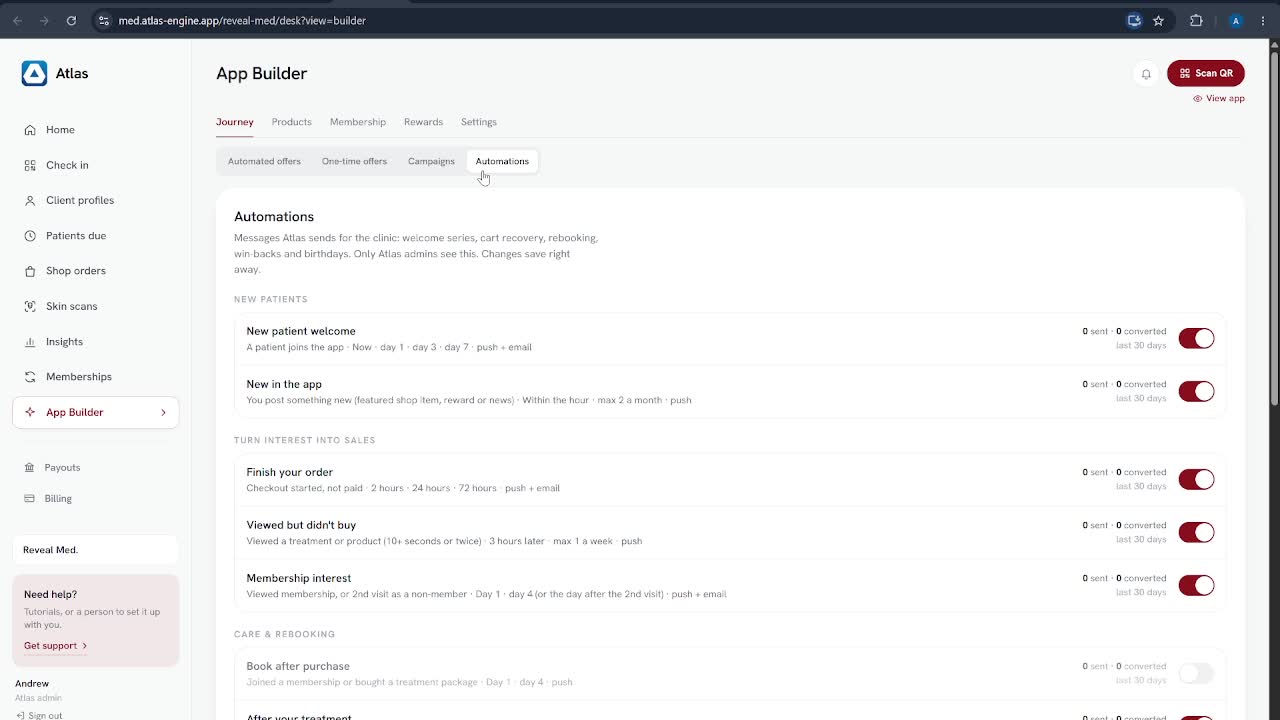 med.atlas-engine.app/reveal-med/desk?view=builder
A
Atlas
App Builder
Scan QR
View app
Home
Check in
Client profiles
Patients due
Shop orders
Skin scans
Insights
Memberships
App Builder
Payouts
Billing
Reveal Med.
Need help?
Tutorials, or a person to set it up
with you.
Get support
Andrew
Atlas admin
Sign out
Journey Products Membership Rewards Settings
Automated offers One-time offers Campaigns Automations
Automations
Messages Atlas sends for the clinic: welcome series, cart recovery, rebooking,
win-backs and birthdays. Only Atlas admins see this. Changes save right
away.
NEW PATIENTS
New patient welcome
A patient joins the app · Now · day 1 · day 3 · day 7 · push + email
0 sent · 0 converted
last 30 days
New in the app
You post something new (featured shop item, reward or news) · Within the hour · max 2 a month · push
0 sent · 0 converted
last 30 days
TURN INTEREST INTO SALES
Finish your order
Checkout started, not paid · 2 hours · 24 hours · 72 hours · push + email
0 sent · 0 converted
last 30 days
Viewed but didn't buy
Viewed a treatment or product (10+ seconds or twice) · 3 hours later · max 1 a week · push
0 sent · 0 converted
last 30 days
Membership interest
Viewed membership, or 2nd visit as a non-member · Day 1 · day 4 (or the day after the 2nd visit) · push + email
0 sent · 0 converted
last 30 days
CARE & REBOOKING
Book after purchase
Joined a membership or bought a treatment package · Day 1 · day 4 · push
0 sent · 0 converted
last 30 days
After your treatment
0 sent · 0 converted